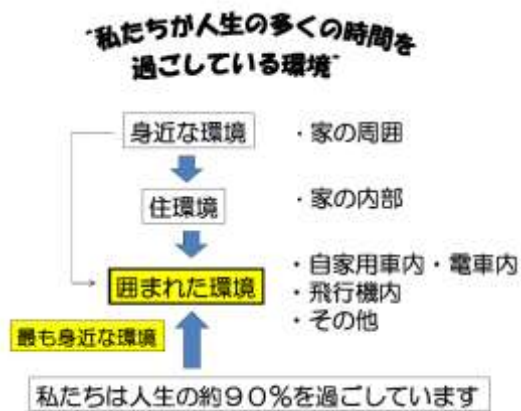 “私たちが人生の多くの時間を
過ごしている環境”
身近な環境
・家の周囲
住環境
・家の内部
囲まれた環境
・自家用車内・電車内
・飛行機内
・その他
最も身近な環境
私たちは人生の約９０％を過ごしています